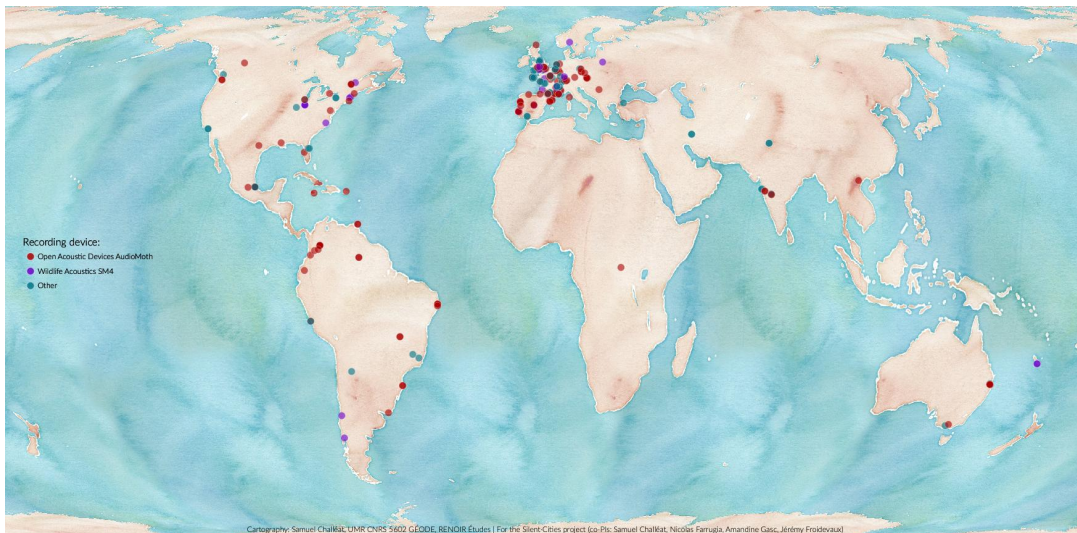 Recording device:
Open Acoustic Devices AudioMoth
Wildlife Acoustics SM4
Other
Cartography: Samuel Challéat, UMR CNRS 5602 GÉODE, RENOIR Études | For the Silent·Cities project (co-PIs: Samuel Challéat, Nicolas Farrugia, Amandine Gasc, Jérémy Froidevaux)